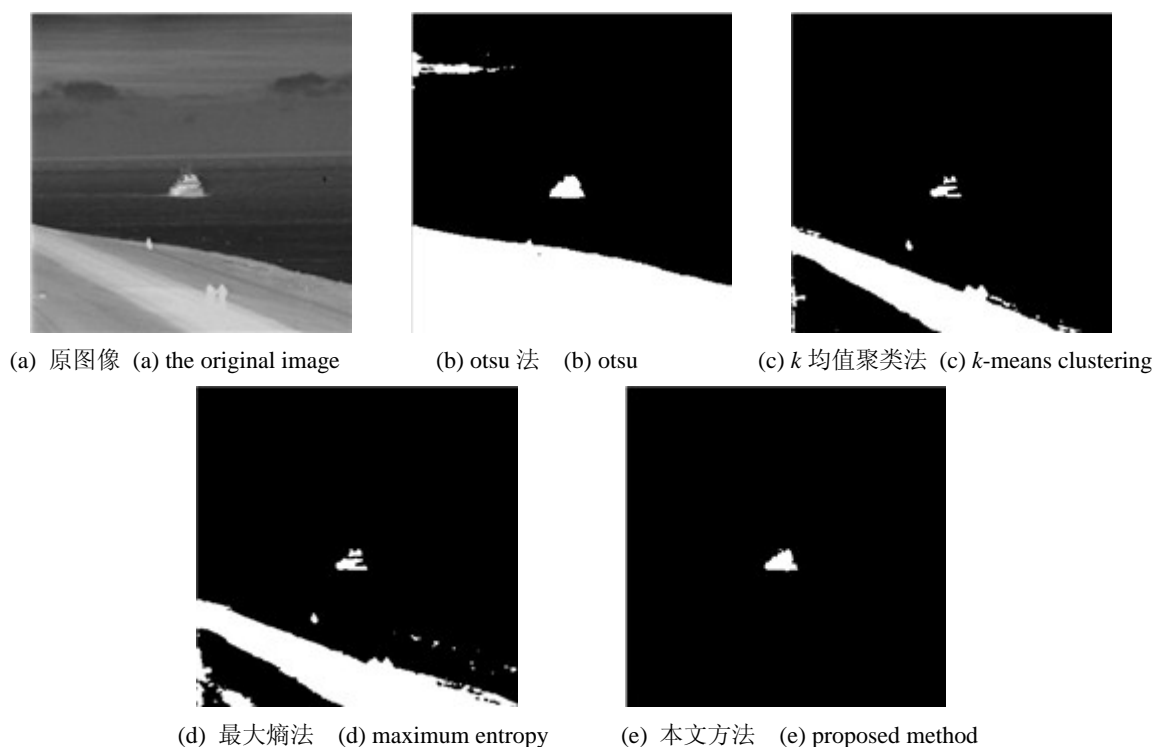 (a) 原图像 (a) the original image
(b) otsu 法 (b) otsu
(c) k 均值聚类法 (c) k-means clustering
(d) 最大熵法 (d) maximum entropy
(e) 本文方法 (e) proposed method